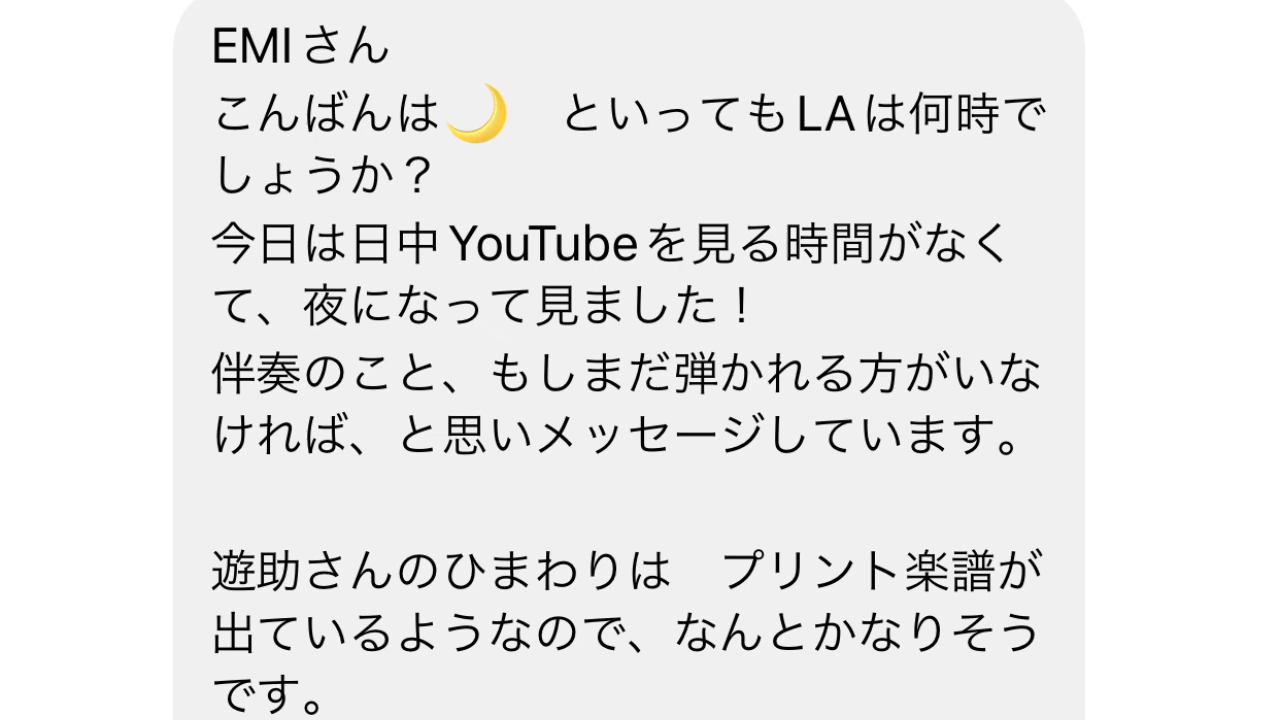 EMIさん
こんばんは🌙　といってもLAは何時で
しょうか？
今日は日中YouTubeを見る時間がなく
て、夜になって見ました！
伴奏のこと、もしまだ弾かれる方がいな
ければ、と思いメッセージしています。
遊助さんのひまわりは　プリント楽譜が
出ているようなので、なんとかなりそう
です。